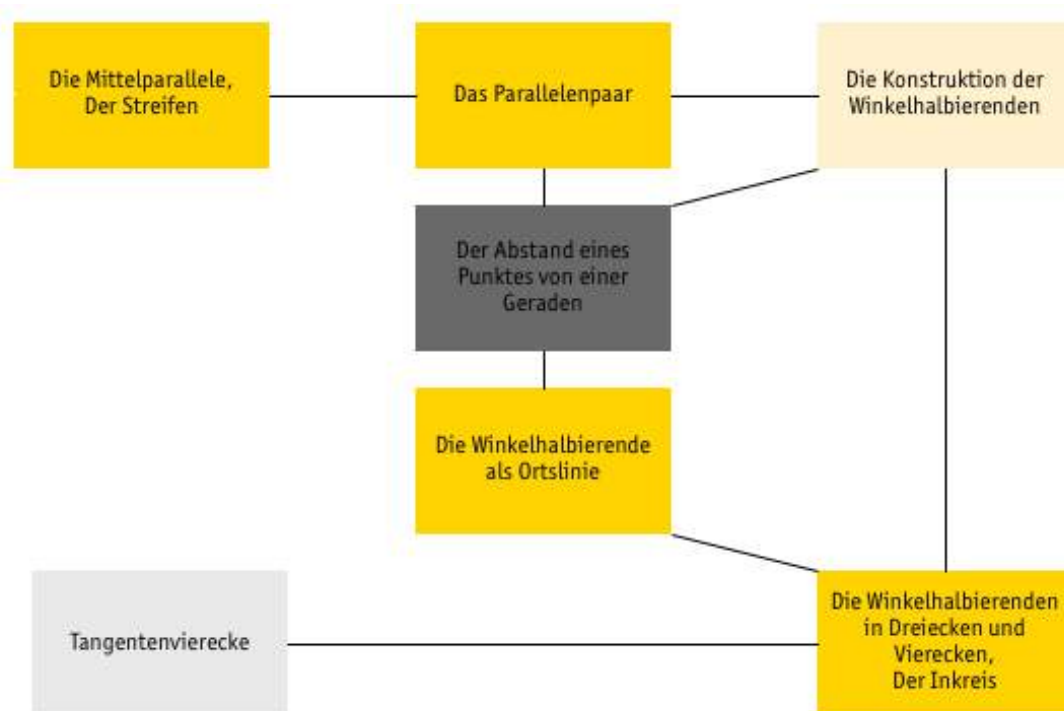 Die Mittelparallele,
Der Streifen
Das Parallelenpaar
Die Konstruktion der
Winkelhalbierenden
Der Abstand eines
Punktes von einer
Geraden
Die Winkelhalbierende
als Ortslinie
Tangentenvierecke
Die Winkelhalbierenden
in Dreiecken und
Vierecken,
Der Inkreis